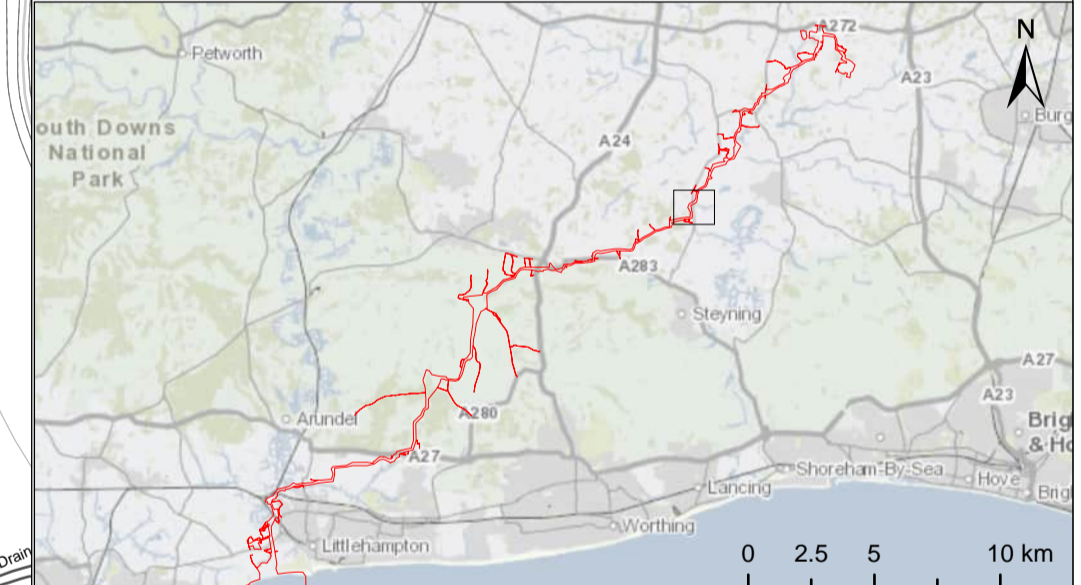 A272
N
Petworth
A23
Burg
outh Downs
National
Park
A24
A283
Steyning
A27
A23
Arundel
A280
Brig
& Ho
A27
Shoreham-By-Sea
Hove
Lancing
Brig
Worthing
Littlehampton
Drain
0 2.5 5 10 km